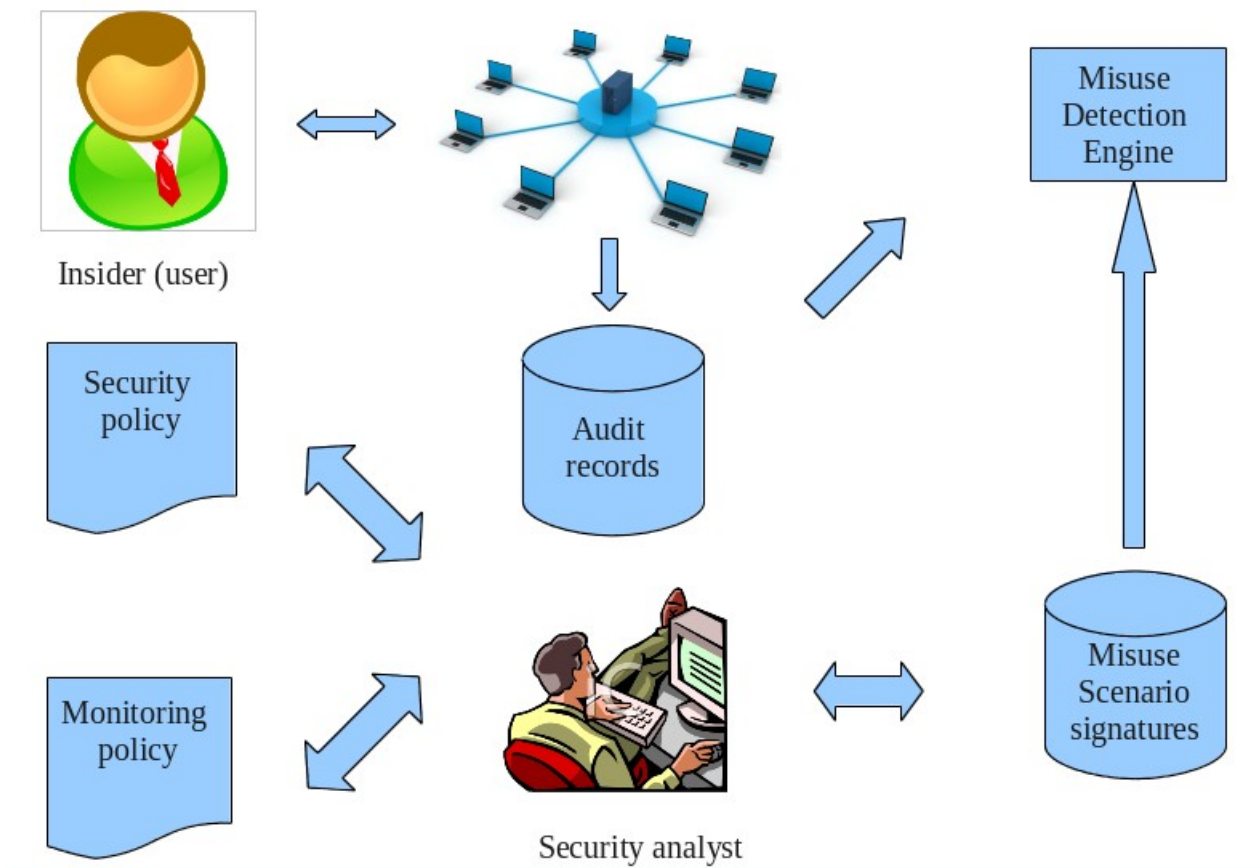 Misuse
Detection
Engine
Insider (user)
Security
policy
Audit
records
Misuse
Scenario
signatures
Monitoring
policy
Security analyst